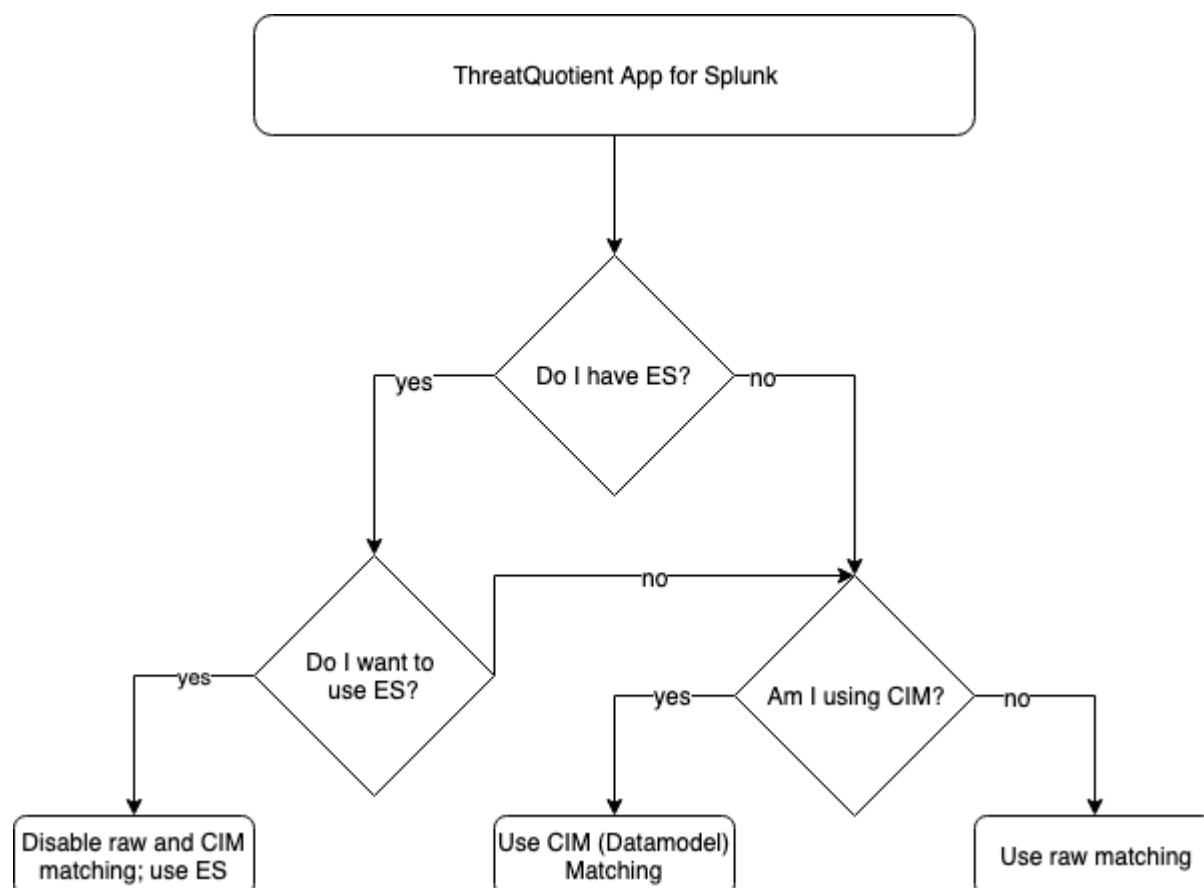 ThreatQuotient App for Splunk
Do I have ES?
yes
no
no
Do I want to
use ES?
yes
Am I using CIM?
yes
no
Disable raw and CIM
matching; use ES
Use CIM (Datamodel)
Matching
Use raw matching